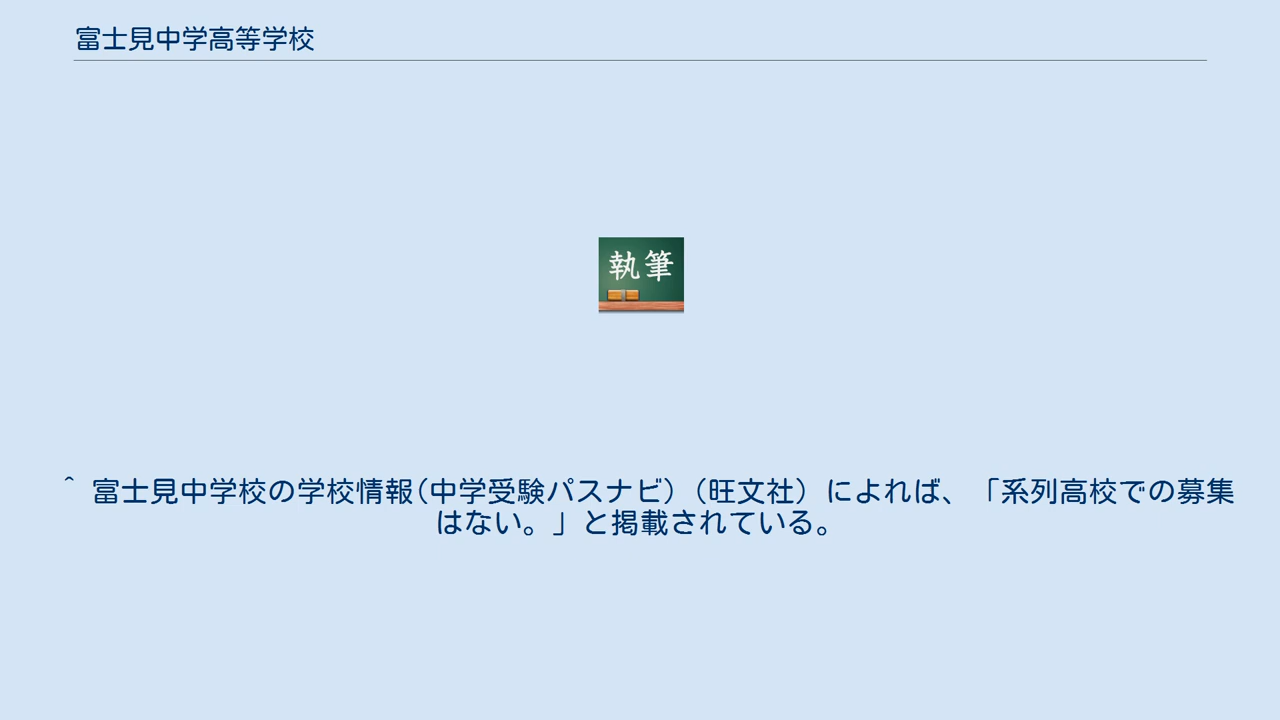 富士見中学高等学校
執筆
^ 富士見中学校の学校情報(中学受験パスナビ)（旺文社）によれば、「系列高校での募集
はない。」と掲載されている。